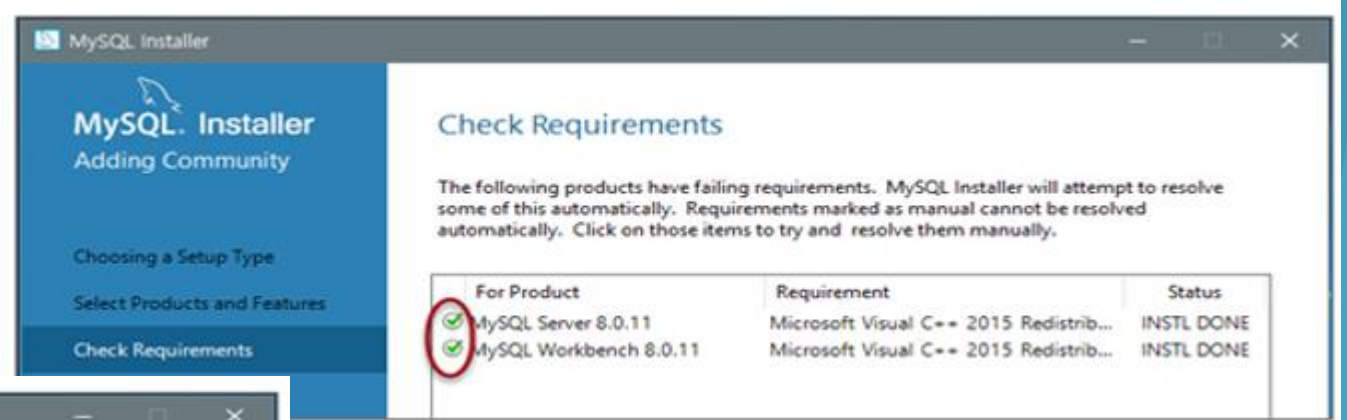 MySQL Installer
MySQL. Installer
Adding Community
Choosing a Setup Type
Select Products and Features
Check Requirements
Check Requirements
The following products have failing requirements. MySQL Installer will attempt to resolve
some of this automatically. Requirements marked as manual cannot be resolved
automatically. Click on those items to try and resolve them manually.
For Product Requirement Status
MySQL Server 8.0.11 Microsoft Visual C++ 2015 Redistrib... INSTL DONE
MySQL Workbench 8.0.11 Microsoft Visual C++ 2015 Redistrib... INSTL DONE